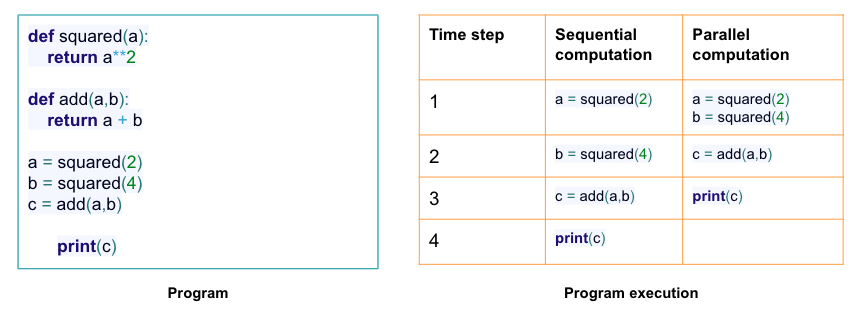 def squared(a):
return a**2
def add(a,b):
return a + b
a = squared(2)
b = squared(4)
c = add(a,b)
print(c)
Program
Time step
Sequential
computation
Parallel
computation
1
a = squared(2)
a = squared(2)
b = squared(4)
2
b = squared(4)
c = add(a,b)
3
c = add(a,b)
print(c)
4
print(c)
Program execution